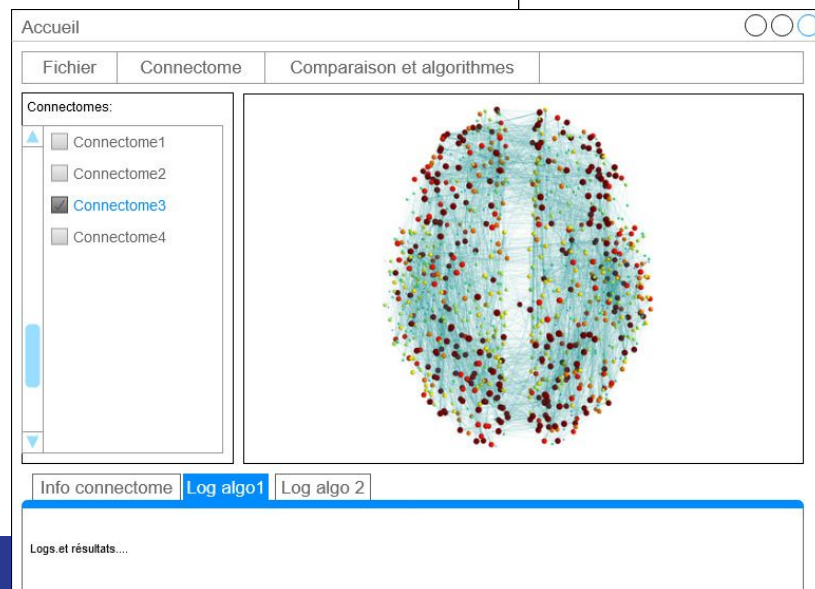 Accueil
Fichier Connectome Comparaison et algorithmes
Connectomes:
Connectome1
Connectome2
Connectome3
Connectome4
Info connectome Log algo1 Log algo 2
Logs.et résultats....